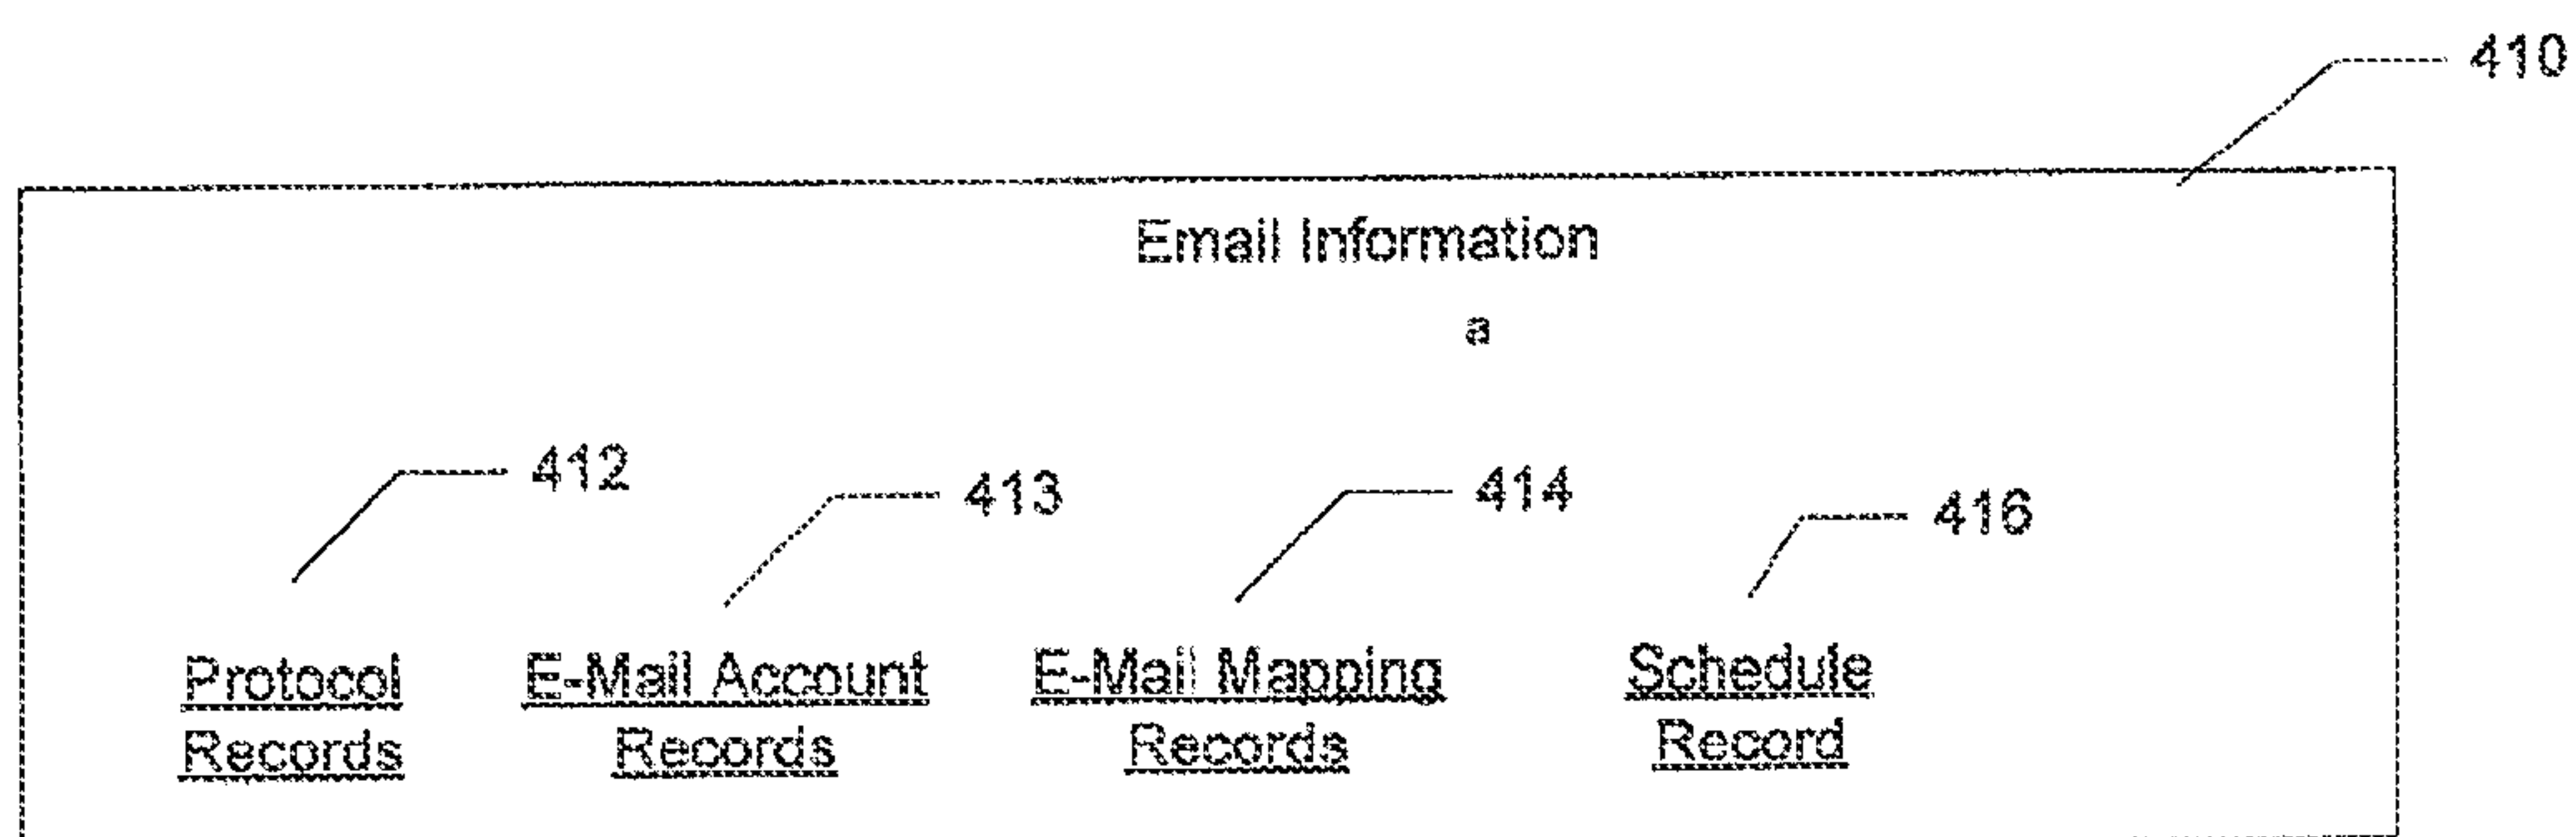 410
Email Information
a
412
413
414
416
Protocol
Records
E-Mail Account
Records
E-Mail Mapping
Records
Schedule
Record